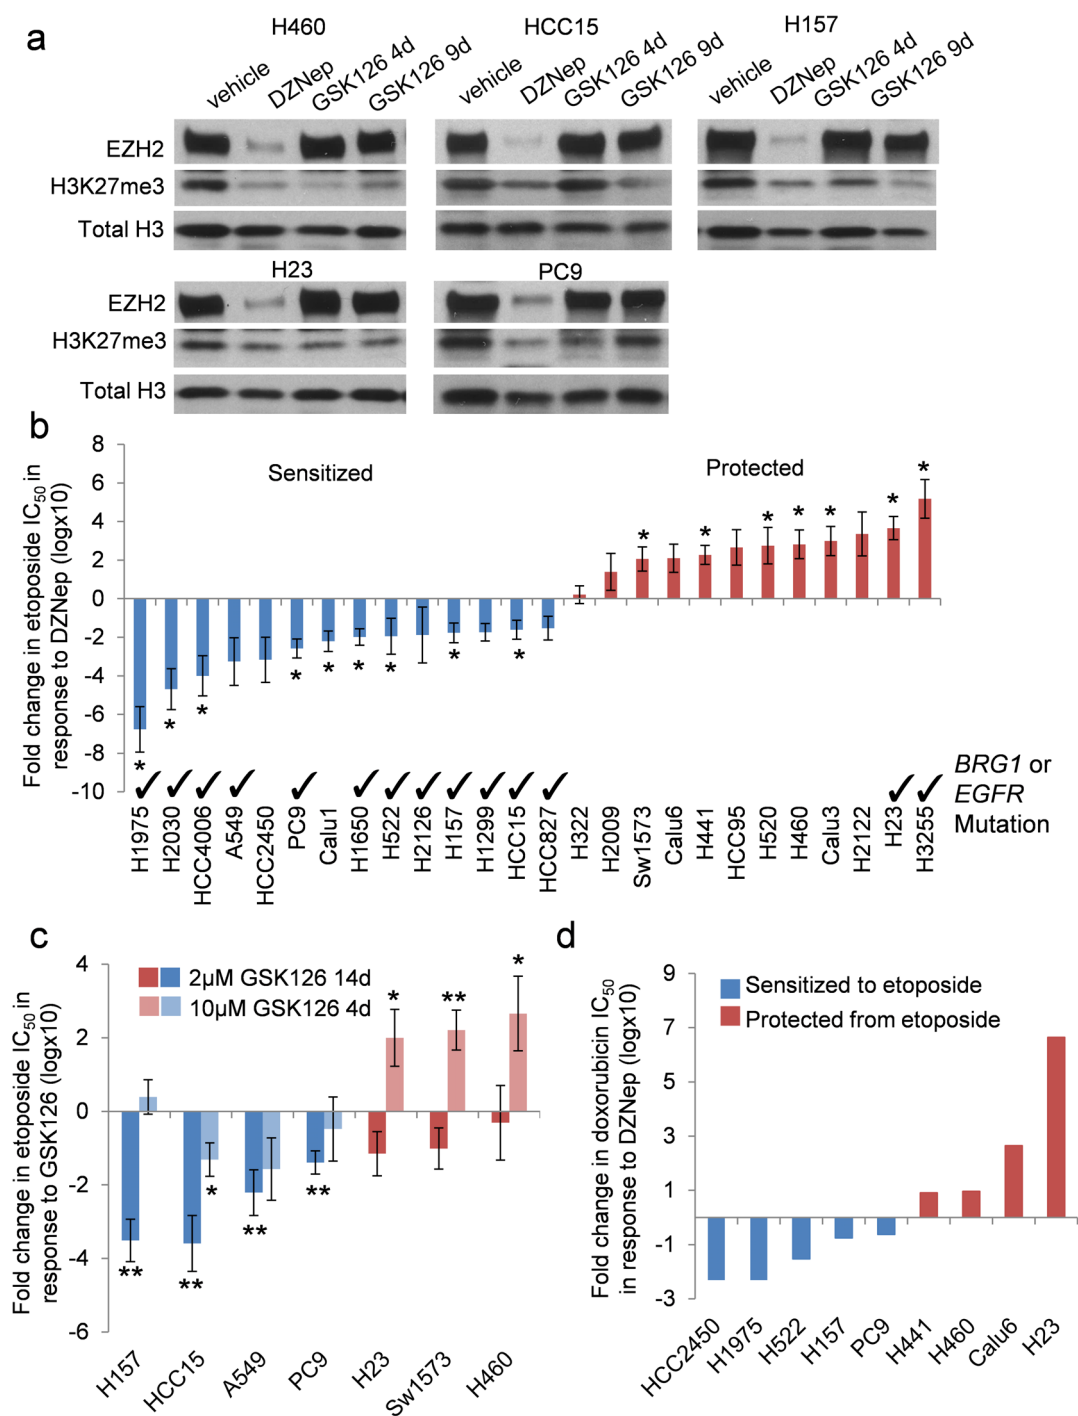 a
H460
HCC15
H157
vehicle
DZNep
GSK126 4d
GSK126 9d
vehicle
DZNep
GSK126 4d
GSK126 9d
vehicle
DZNep
GSK126 4d
GSK126 9d
EZH2
H3K27me3
Total H3
H23
PC9
EZH2
H3K27me3
Total H3
b
Fold change in etoposide IC50 in
response to DZNep (logx10)
8
6
4
2
0
-2
-4
-6
-8
-10
Sensitized
Protected
* * * * * * * * *
* * * * * * *
✓ ✓ ✓ ✓ ✓ ✓ ✓ ✓ ✓ ✓ ✓ ✓ ✓ ✓
BRG1 or
EGFR
Mutation
H1975
H2030
HCC4006
A549
HCC2450
PC9
Calu1
H1650
H522
H2126
H157
H1299
HCC15
HCC827
H322
H2009
Sw1573
Calu6
H441
HCC95
H520
H460
Calu3
H2122
H23
H3255
c
Fold change in etoposide IC50 in
response to GSK126 (logx10)
4
2
0
-2
-4
-6
2µM GSK126 14d
10µM GSK126 4d
** ** * ** **
* ** *
H157
HCC15
A549
PC9
H23
Sw1573
H460
d
Fold change in doxorubicin IC50
in response to DZNep (logx10)
9
7
5
3
1
-1
-3
Sensitized to etoposide
Protected from etoposide
HCC2450
H1975
H522
H157
PC9
H441
H460
Calu6
H23